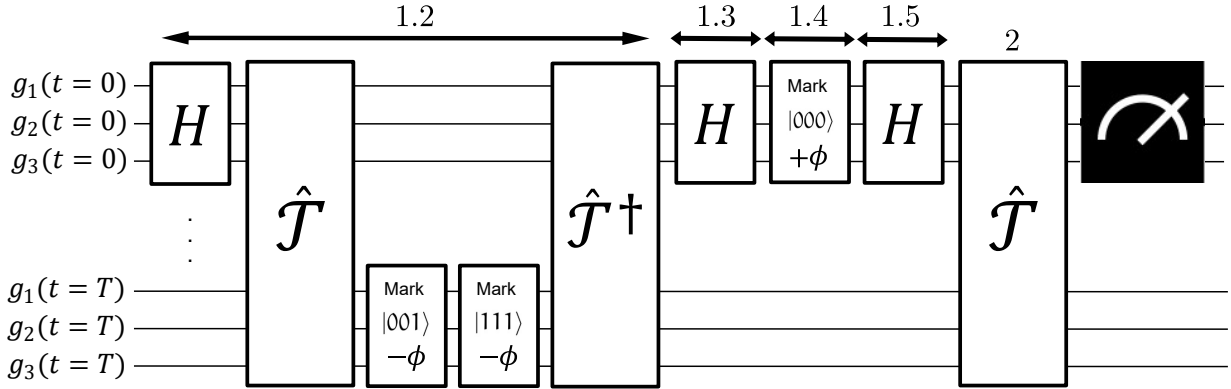 1.2
1.3
1.4
1.5
2
g₁(t = 0)
g₂(t = 0)
g₃(t = 0)
H
𝒯̂
Mark
|001⟩
−ϕ
Mark
|111⟩
−ϕ
𝒯̂ †
H
Mark
|000⟩
+ϕ
H
𝒯̂
g₁(t = T)
g₂(t = T)
g₃(t = T)